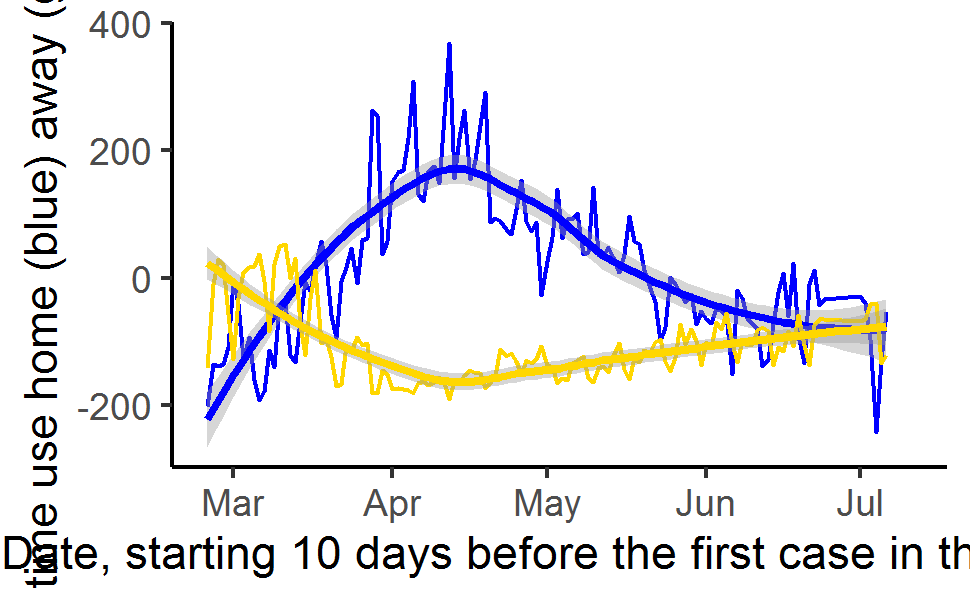 400
200
0
-200
time use home (blue) away (
Mar Apr May Jun Jul
Date, starting 10 days before the first case in th